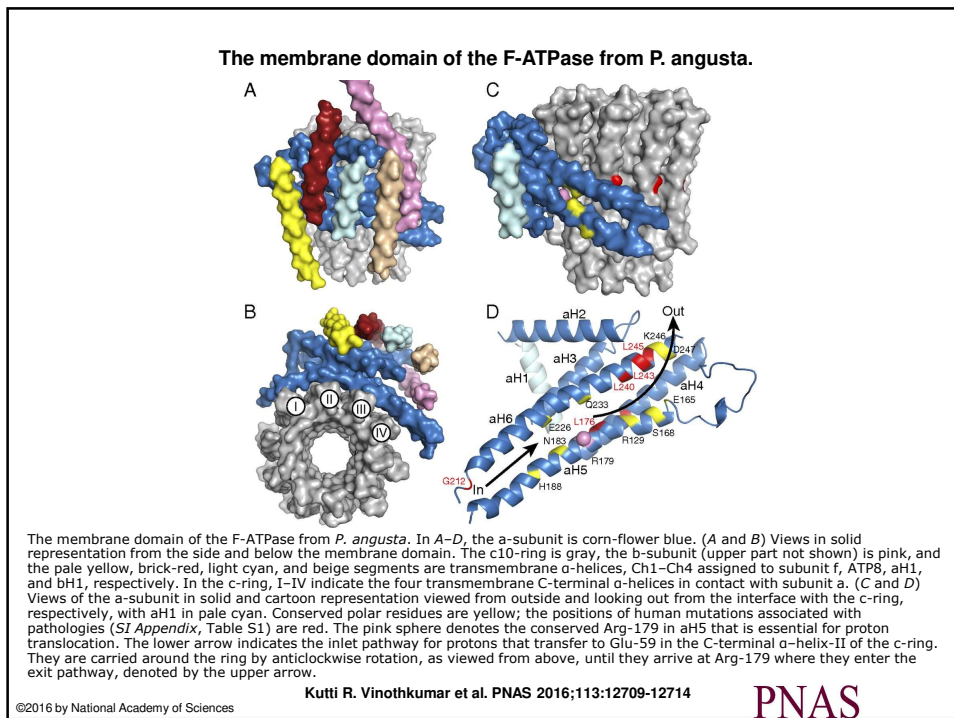 The membrane domain of the F-ATPase from P. angusta.
A
C
B
I
II
III
IV
D
Out
aH2
K246
L245
D247
aH3
aH1
L243
L240
aH4
Q233
aH6
L176
E165
E226
S168
N183
R129
R179
aH5
G212
In
H188
The membrane domain of the F-ATPase from P. angusta. In A–D, the a-subunit is corn-flower blue. (A and B) Views in solid
representation from the side and below the membrane domain. The c10-ring is gray, the b-subunit (upper part not shown) is pink, and
the pale yellow, brick-red, light cyan, and beige segments are transmembrane α-helices, Ch1–Ch4 assigned to subunit f, ATP8, aH1,
and bH1, respectively. In the c-ring, I–IV indicate the four transmembrane C-terminal α-helices in contact with subunit a. (C and D)
Views of the a-subunit in solid and cartoon representation viewed from outside and looking out from the interface with the c-ring,
respectively, with aH1 in pale cyan. Conserved polar residues are yellow; the positions of human mutations associated with
pathologies (SI Appendix, Table S1) are red. The pink sphere denotes the conserved Arg-179 in aH5 that is essential for proton
translocation. The lower arrow indicates the inlet pathway for protons that transfer to Glu-59 in the C-terminal α–helix-II of the c-ring.
They are carried around the ring by anticlockwise rotation, as viewed from above, until they arrive at Arg-179 where they enter the
exit pathway, denoted by the upper arrow.
Kutti R. Vinothkumar et al. PNAS 2016;113:12709-12714
©2016 by National Academy of Sciences
PNAS